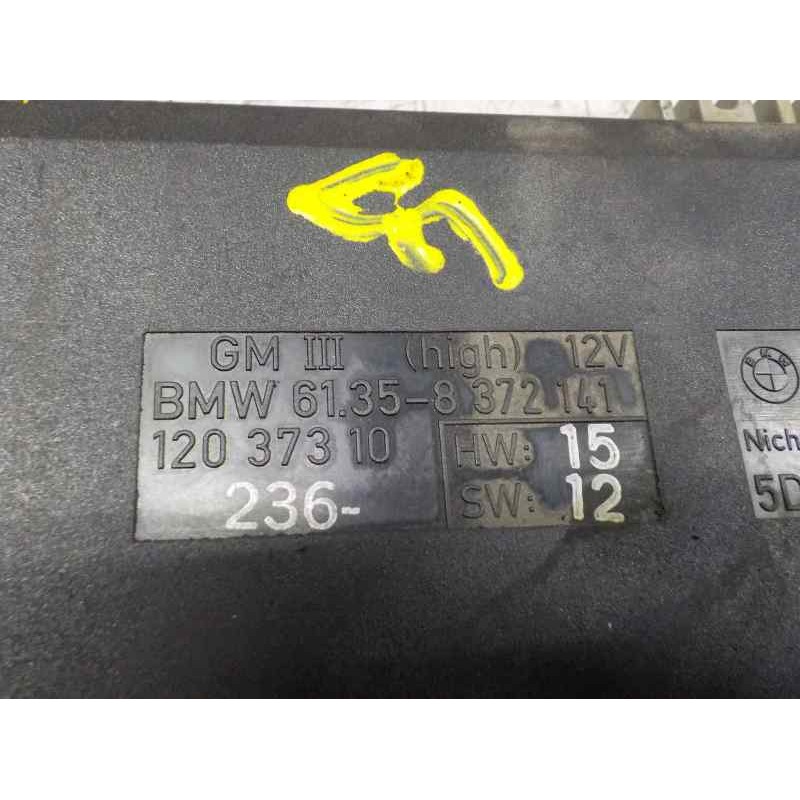 GM III (high) 12V
BMW 61.35-8 372 141
120 373 10
HW: 15
236-
SW: 12
BMW
Nich
5D